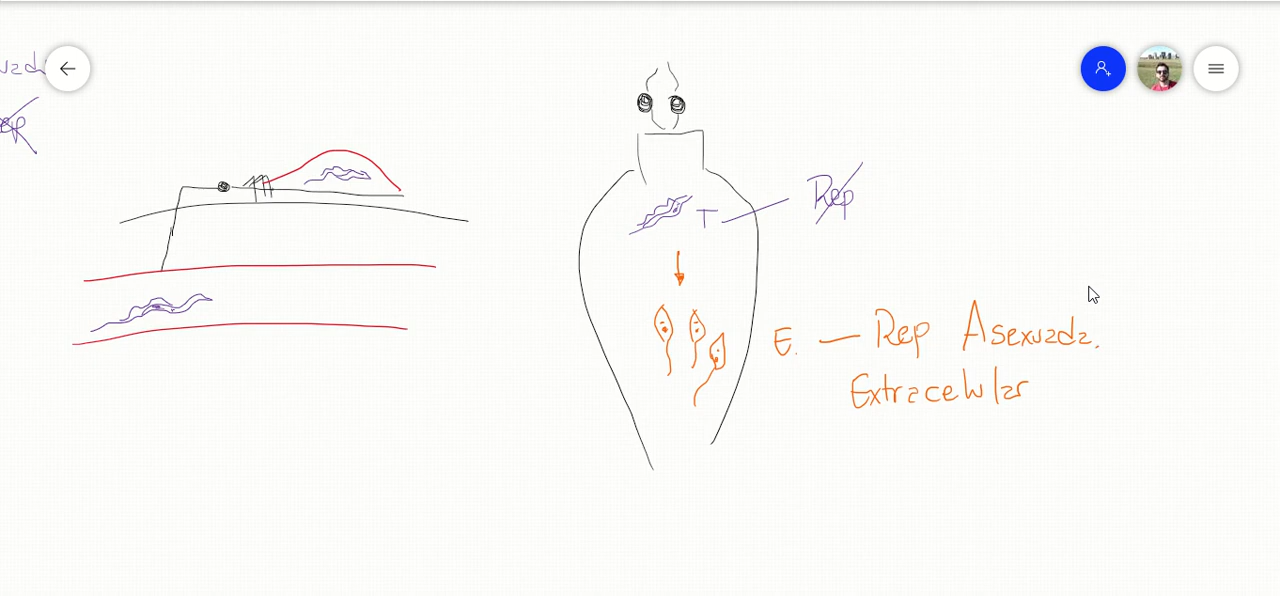 Rep
T
E. — Rep Asexuada.
Extracelular